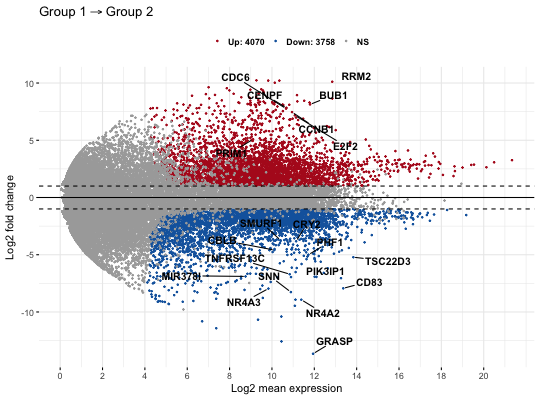 Group 1 → Group 2
Up: 4070 Down: 3758 NS
RRM2
CDC6
CENPF
BUB1
CCNB1
E2F2
PRIM1
SMURF1
CRY2
CBLB
TNFRSF13C
TSC22D3
MIR378I
SNN
PIK3IP1
CD83
NR4A3
NR4A2
GRASP
10
5
0
-5
-10
0 2 4 6 8 10 12 14 16 18 20
Log2 mean expression
Log2 fold change